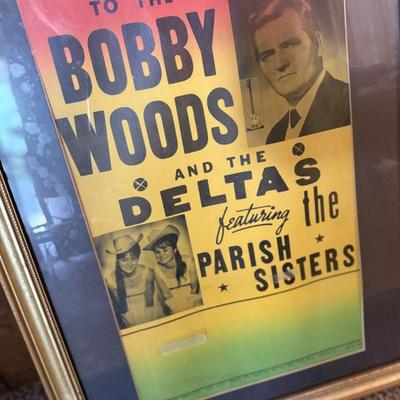 TO THE
BOBBY
WOODS
AND THE
DELTAS
featuring the
PARISH
SISTERS